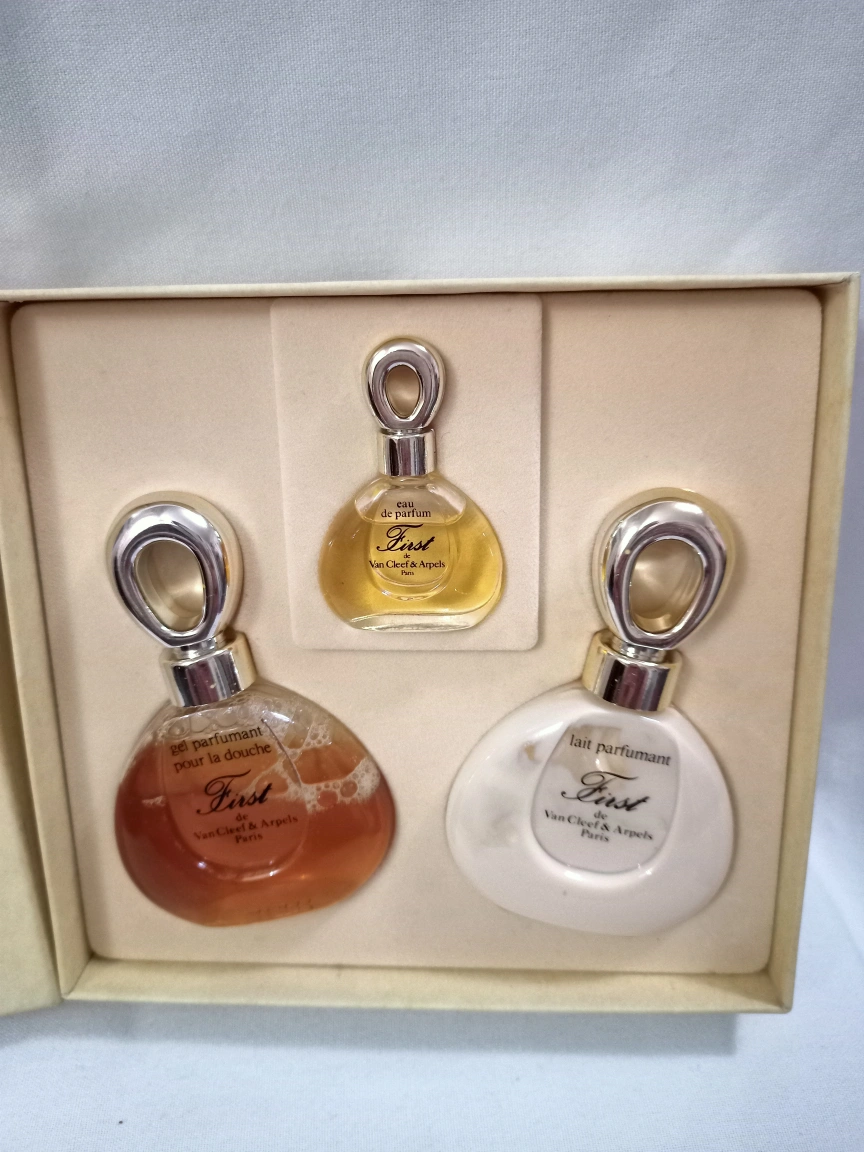 eau
de parfum
First
de
Van Cleef & Arpels
Paris
gel parfumant
pour la douche
First
de
Van Cleef & Arpels
Paris
lait parfumant
First
de
Van Cleef & Arpels
Paris